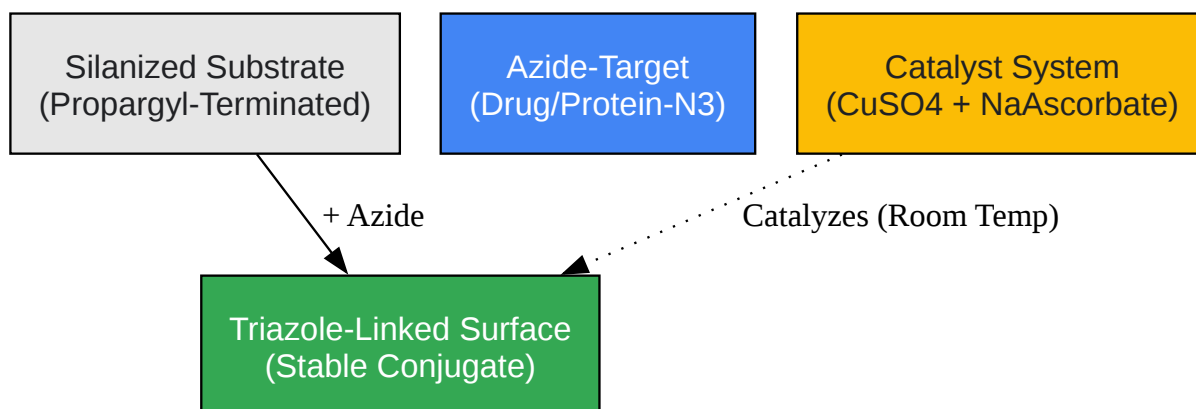 Silanized Substrate
(Propargyl-Terminated)
Azide-Target
(Drug/Protein-N3)
Catalyst System
(CuSO4 + NaAscorbate)
+ Azide
Catalyzes (Room Temp)
Triazole-Linked Surface
(Stable Conjugate)